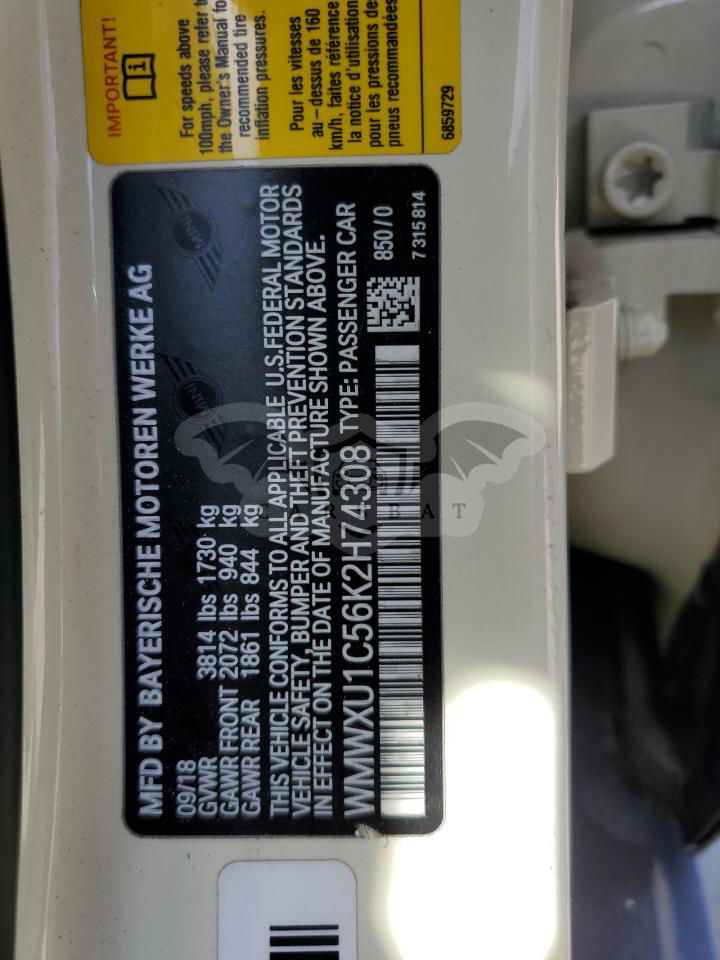 IMPORTANT!
For speeds above
100mph, please refer to
the Owner's Manual for
recommended tire
inflation pressures.
Pour les vitesses
au-dessus de 160
km/h, faites référence
la notice d'utilisation
pour les pressions de
pneus recommandées
6859729
MFD BY BAYERISCHE MOTOREN WERKE AG
09/18
GVWR 3814 lbs 1730 kg
GAWR FRONT 2072 lbs 940 kg
GAWR REAR 1861 lbs 844 kg
THIS VEHICLE CONFORMS TO ALL APPLICABLE U.S.FEDERAL MOTOR
VEHICLE SAFETY, BUMPER AND THEFT PREVENTION STANDARDS
IN EFFECT ON THE DATE OF MANUFACTURE SHOWN ABOVE.
WMWXU1C56K2H74308 TYPE: PASSENGER CAR
850/0
7315814
MINI
MINI